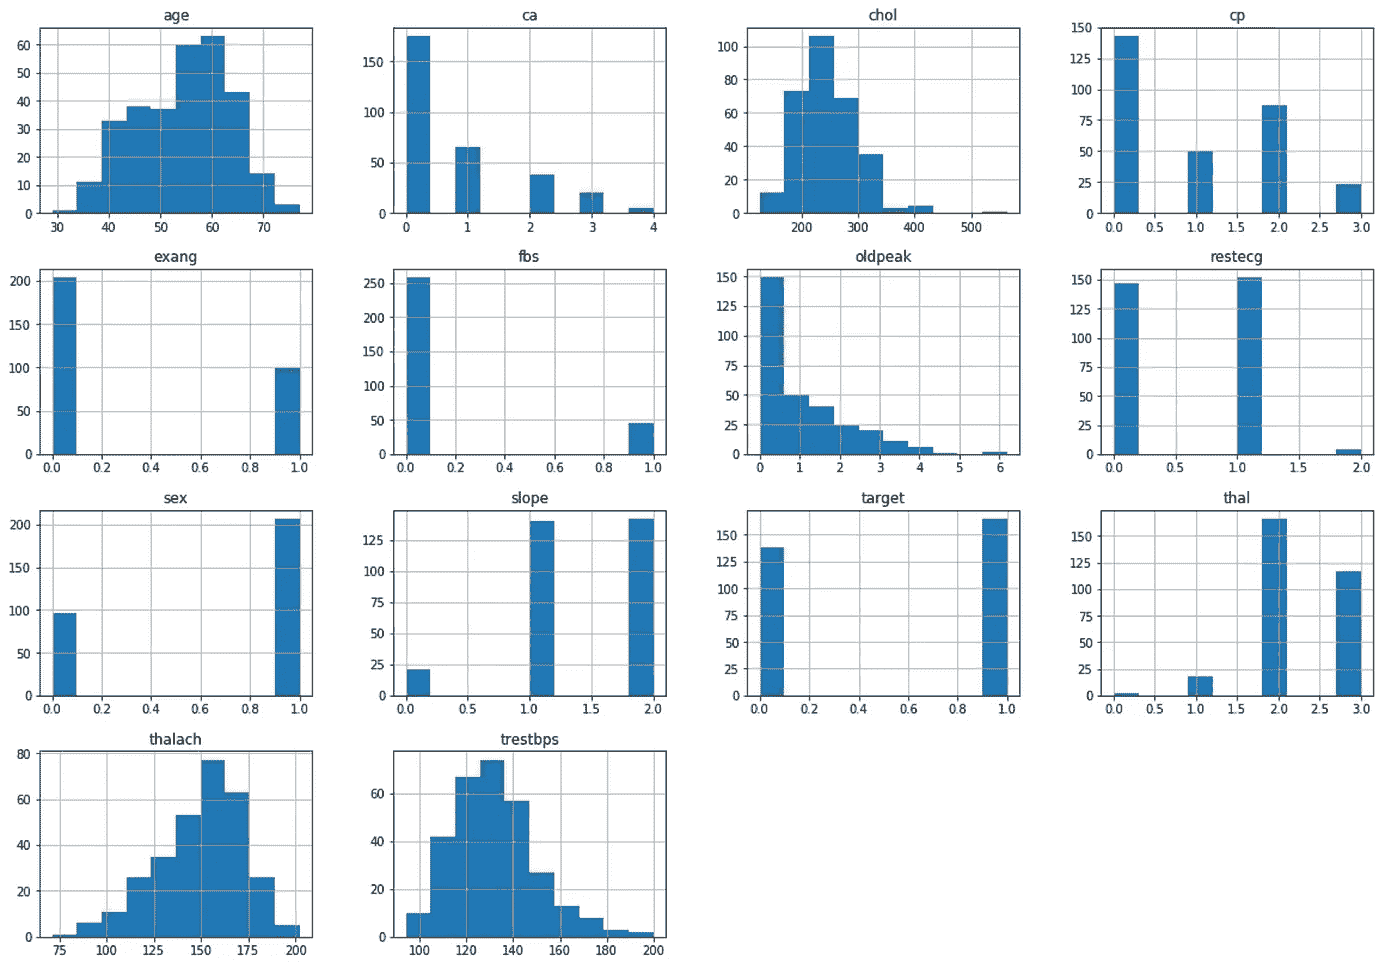 age ca chol cp
60 50 40 30 20 10 0
30 40 50 60 70
150 100 50 0
0 1 2 3 4
100 80 60 40 20 0
200 300 400 500
150 125 100 75 50 25 0
0.0 0.5 1.0 1.5 2.0 2.5 3.0
exang fbs oldpeak restecg
200 150 100 50 0
0.0 0.2 0.4 0.6 0.8 1.0
250 200 150 100 50 0
0.0 0.2 0.4 0.6 0.8 1.0
150 125 100 75 50 25 0
0 1 2 3 4 5 6
150 125 100 75 50 25 0
0.0 0.5 1.0 1.5 2.0
sex slope target thal
200 150 100 50 0
0.0 0.2 0.4 0.6 0.8 1.0
125 100 75 50 25 0
0.0 0.5 1.0 1.5 2.0
150 125 100 75 50 25 0
0.0 0.2 0.4 0.6 0.8 1.0
150 125 100 75 50 25 0
0.0 0.5 1.0 1.5 2.0 2.5 3.0
thalach trestbps
80 60 40 20 0
75 100 125 150 175 200
60 40 20 0
100 120 140 160 180 200